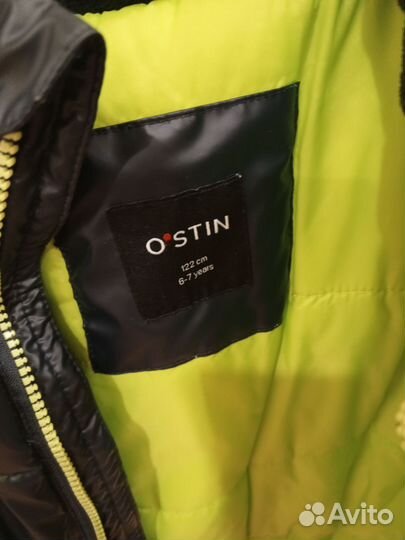 O'STIN
122 cm
6-7 years
Avito